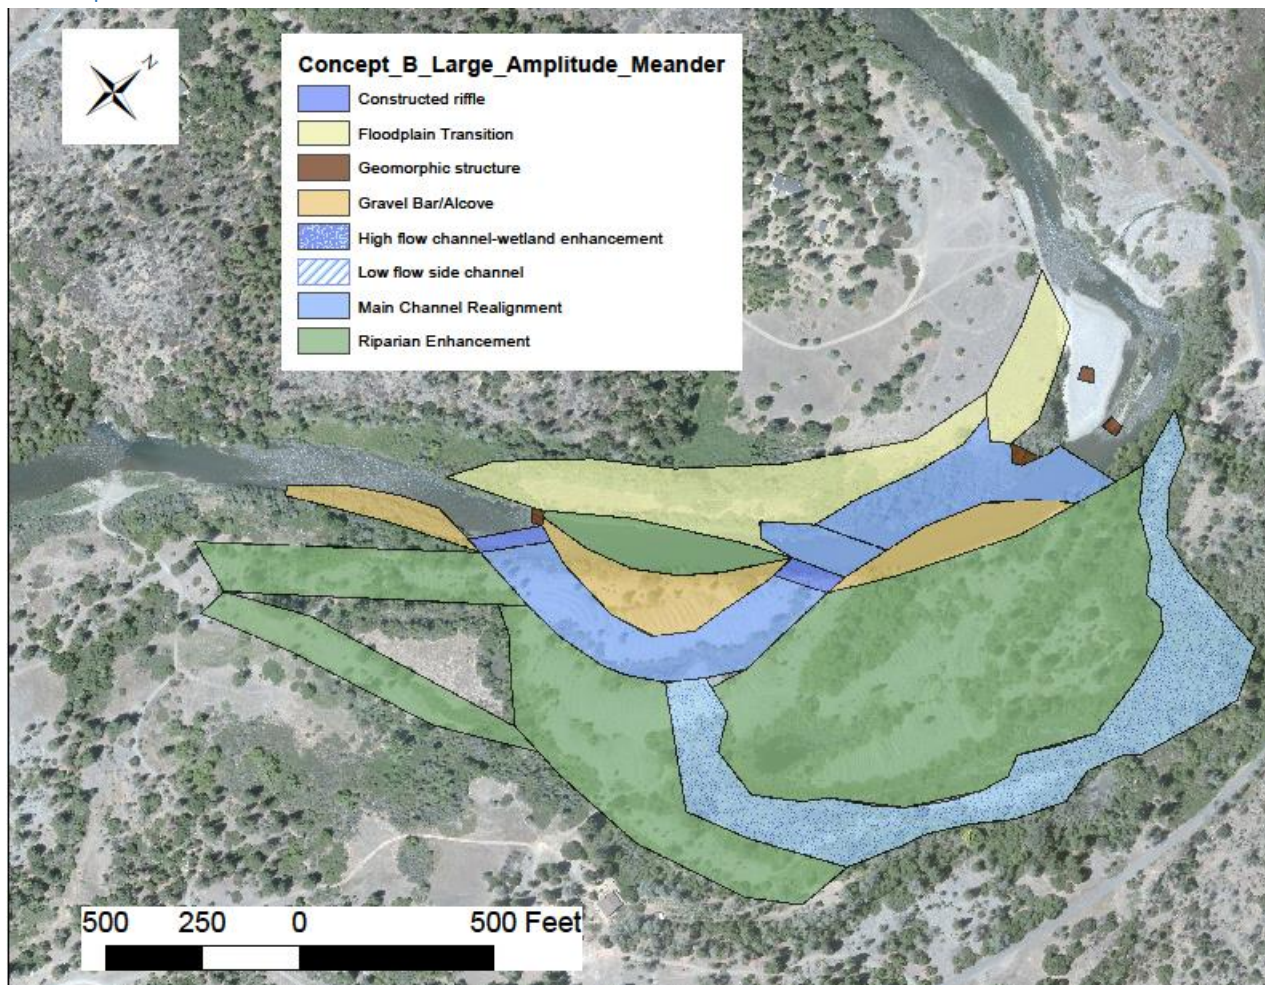 N
Concept_B_Large_Amplitude_Meander
Constructed riffle
Floodplain Transition
Geomorphic structure
Gravel Bar/Alcove
High flow channel-wetland enhancement
Low flow side channel
Main Channel Realignment
Riparian Enhancement
500 250 0 500 Feet